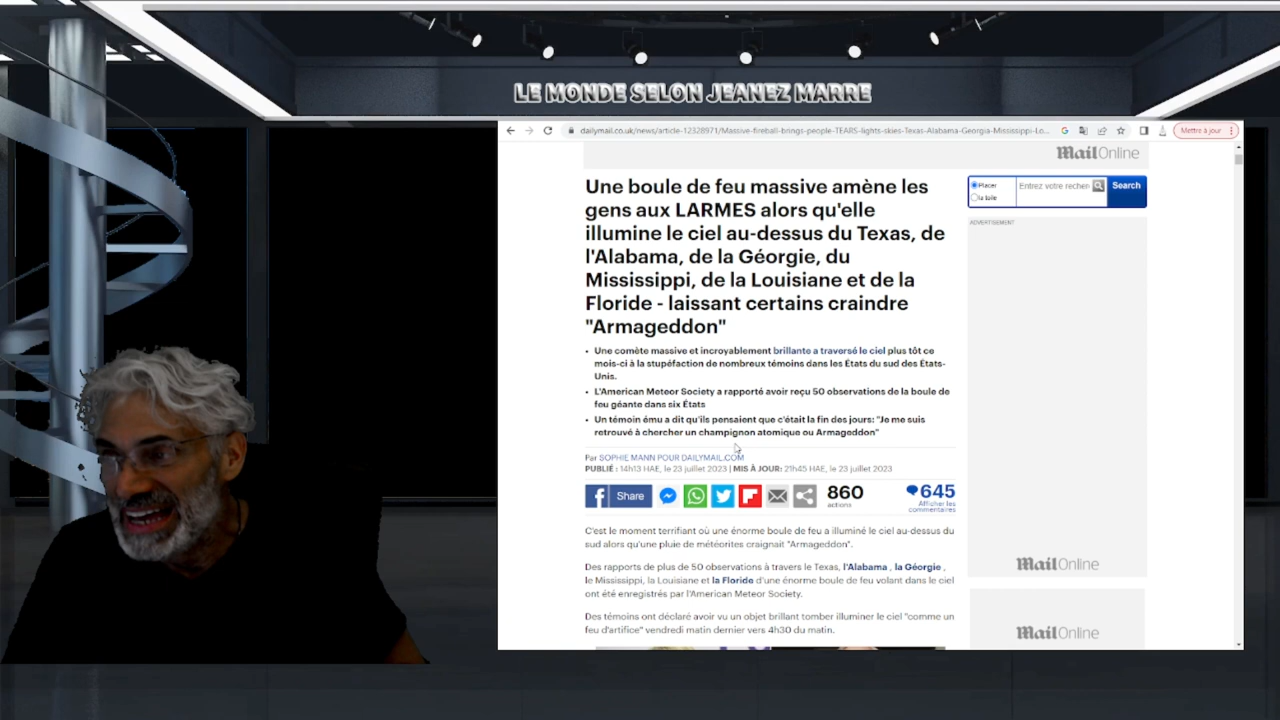 LE MONDE SELON JEANEZ MARRE
dailymail.co.uk/news/article-12328971/Massive-fireball-brings-people-TEARS-lights-skies-Texas-Alabama-Georgia-Mississippi-Lo...
Mettre à jour
MailOnline
Une boule de feu massive amène les
gens aux LARMES alors qu'elle
illumine le ciel au-dessus du Texas, de
l'Alabama, de la Géorgie, du
Mississippi, de la Louisiane et de la
Floride - laissant certains craindre
"Armageddon"
Placer
la toile
Entrez votre recher
Search
ADVERTISEMENT
• Une comète massive et incroyablement brillante a traversé le ciel plus tôt ce
mois-ci à la stupéfaction de nombreux témoins dans les États du sud des États-
Unis.
• L'American Meteor Society a rapporté avoir reçu 50 observations de la boule de
feu géante dans six États
• Un témoin ému a dit qu'ils pensaient que c'était la fin des jours: "Je me suis
retrouvé à chercher un champignon atomique ou Armageddon"
Par SOPHIE MANN POUR DAILYMAIL.COM
PUBLIÉ : 14h13 HAE, le 23 juillet 2023 | MIS À JOUR: 21h45 HAE, le 23 juillet 2023
Share
860
actions
645
Afficher les
commentaires
C'est le moment terrifiant où une énorme boule de feu a illuminé le ciel au-dessus du
sud alors qu'une pluie de météorites craignait "Armageddon".
Des rapports de plus de 50 observations à travers le Texas, l'Alabama , la Géorgie ,
le Mississippi, la Louisiane et la Floride d'une énorme boule de feu volant dans le ciel
ont été enregistrés par l'American Meteor Society.
Des témoins ont déclaré avoir vu un objet brillant tomber illuminer le ciel "comme un
feu d'artifice" vendredi matin dernier vers 4h30 du matin.
MailOnline
MailOnline